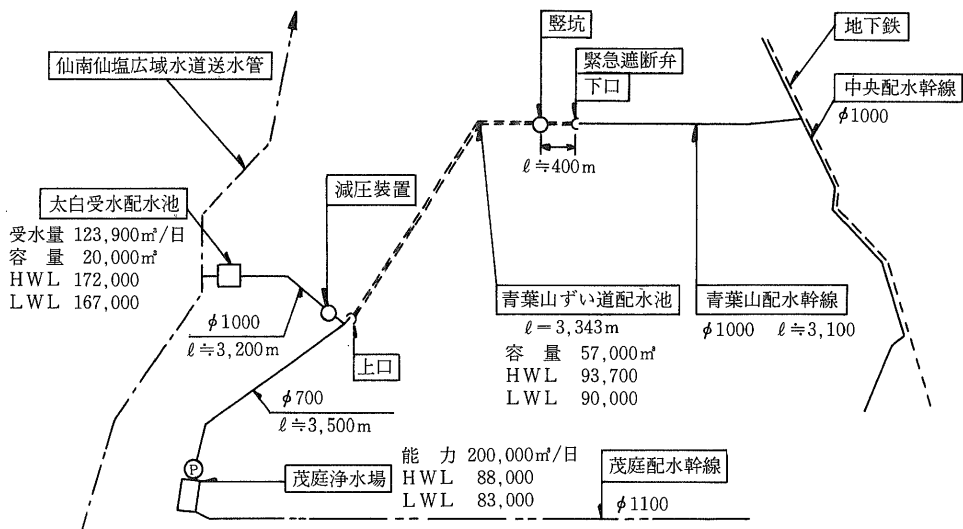 仙南仙塩広域水道送水管
太白受水配水池
受水量 123,900㎥/日
容 量 20,000㎥
HWL 172,000
LWL 167,000
φ1000
ℓ≒3,200m
減圧装置
上口
φ700
ℓ≒3,500m
竪坑
緊急遮断弁
下口
ℓ≒400m
地下鉄
中央配水幹線
φ1000
青葉山ずい道配水池
ℓ=3,343m
容 量 57,000㎥
HWL 93,700
LWL 90,000
青葉山配水幹線
φ1000 ℓ≒3,100
P
茂庭浄水場
能 力 200,000㎥/日
HWL 88,000
LWL 83,000
茂庭配水幹線
φ1100